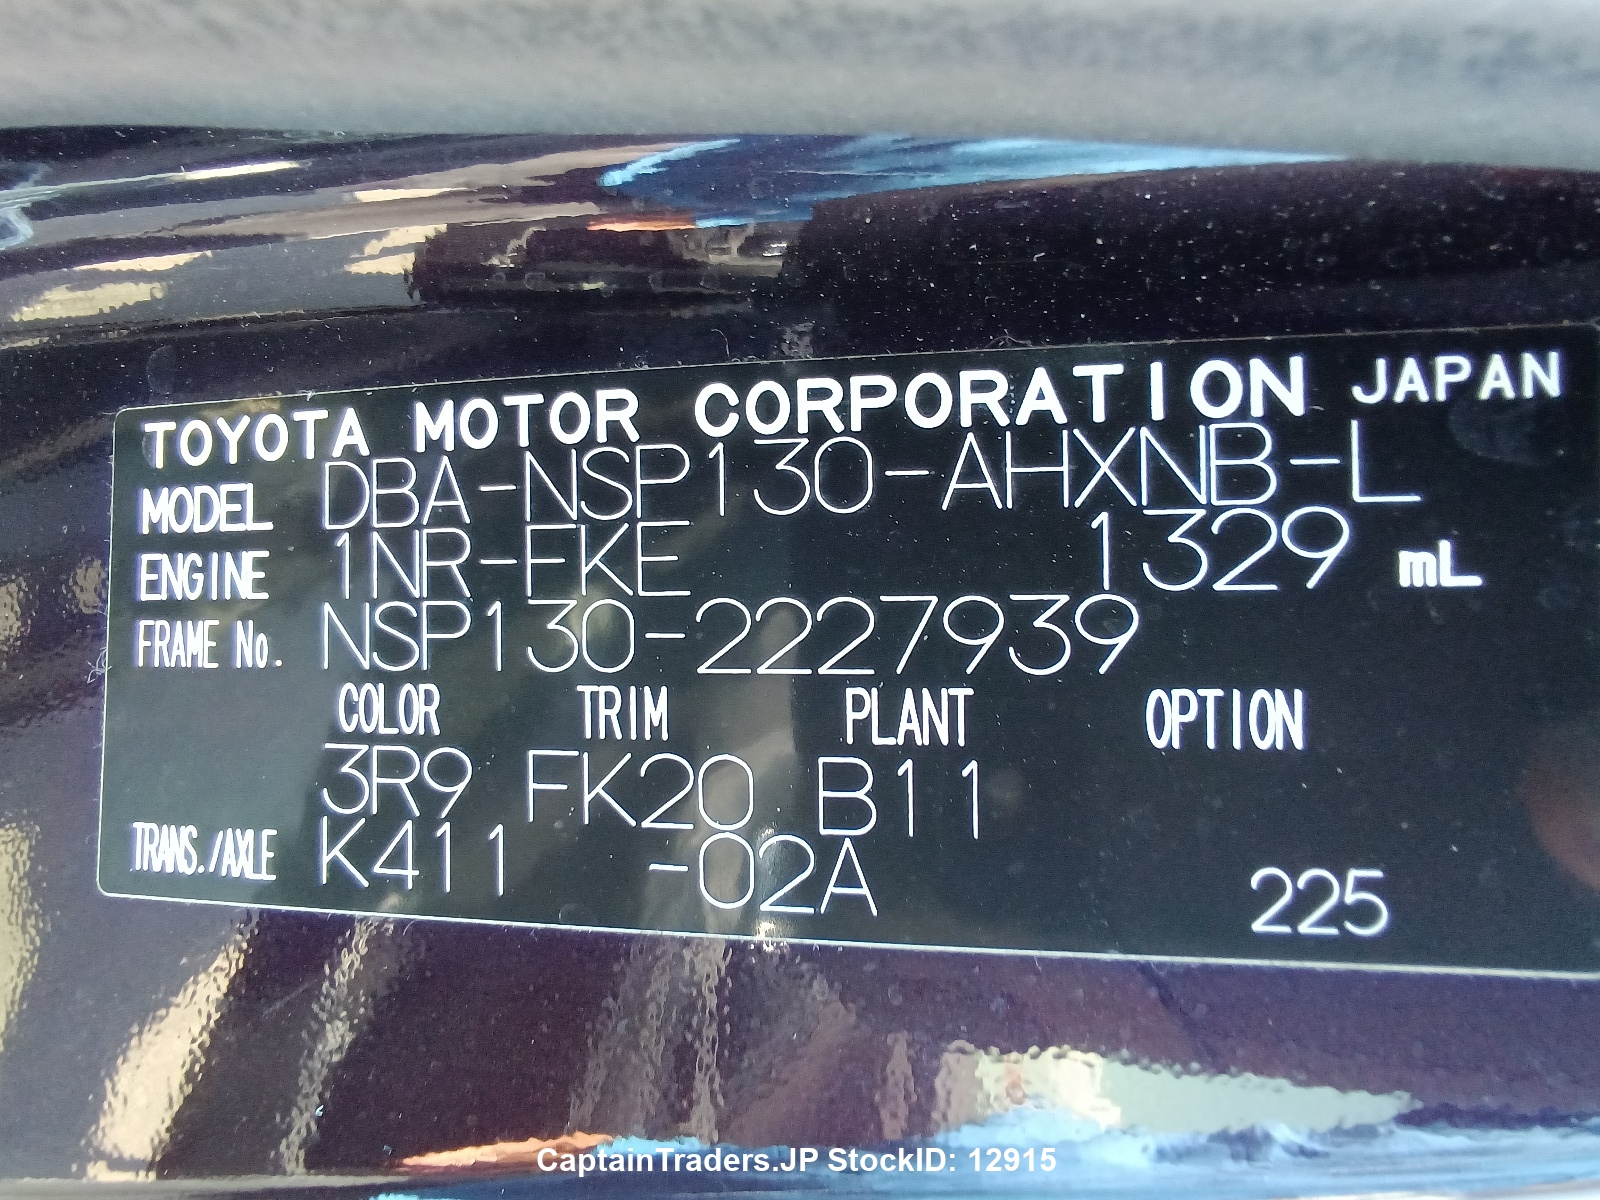 TOYOTA MOTOR CORPORATION JAPAN
MODEL DBA-NSP130-AHXNB-L
ENGINE 1NR-FKE 1329 mL
FRAME No. NSP130-2227939
COLOR TRIM PLANT OPTION
3R9 FK20 B11
TRANS./AXLE K411 -02A 225
CaptainTraders.JP StockID: 12915